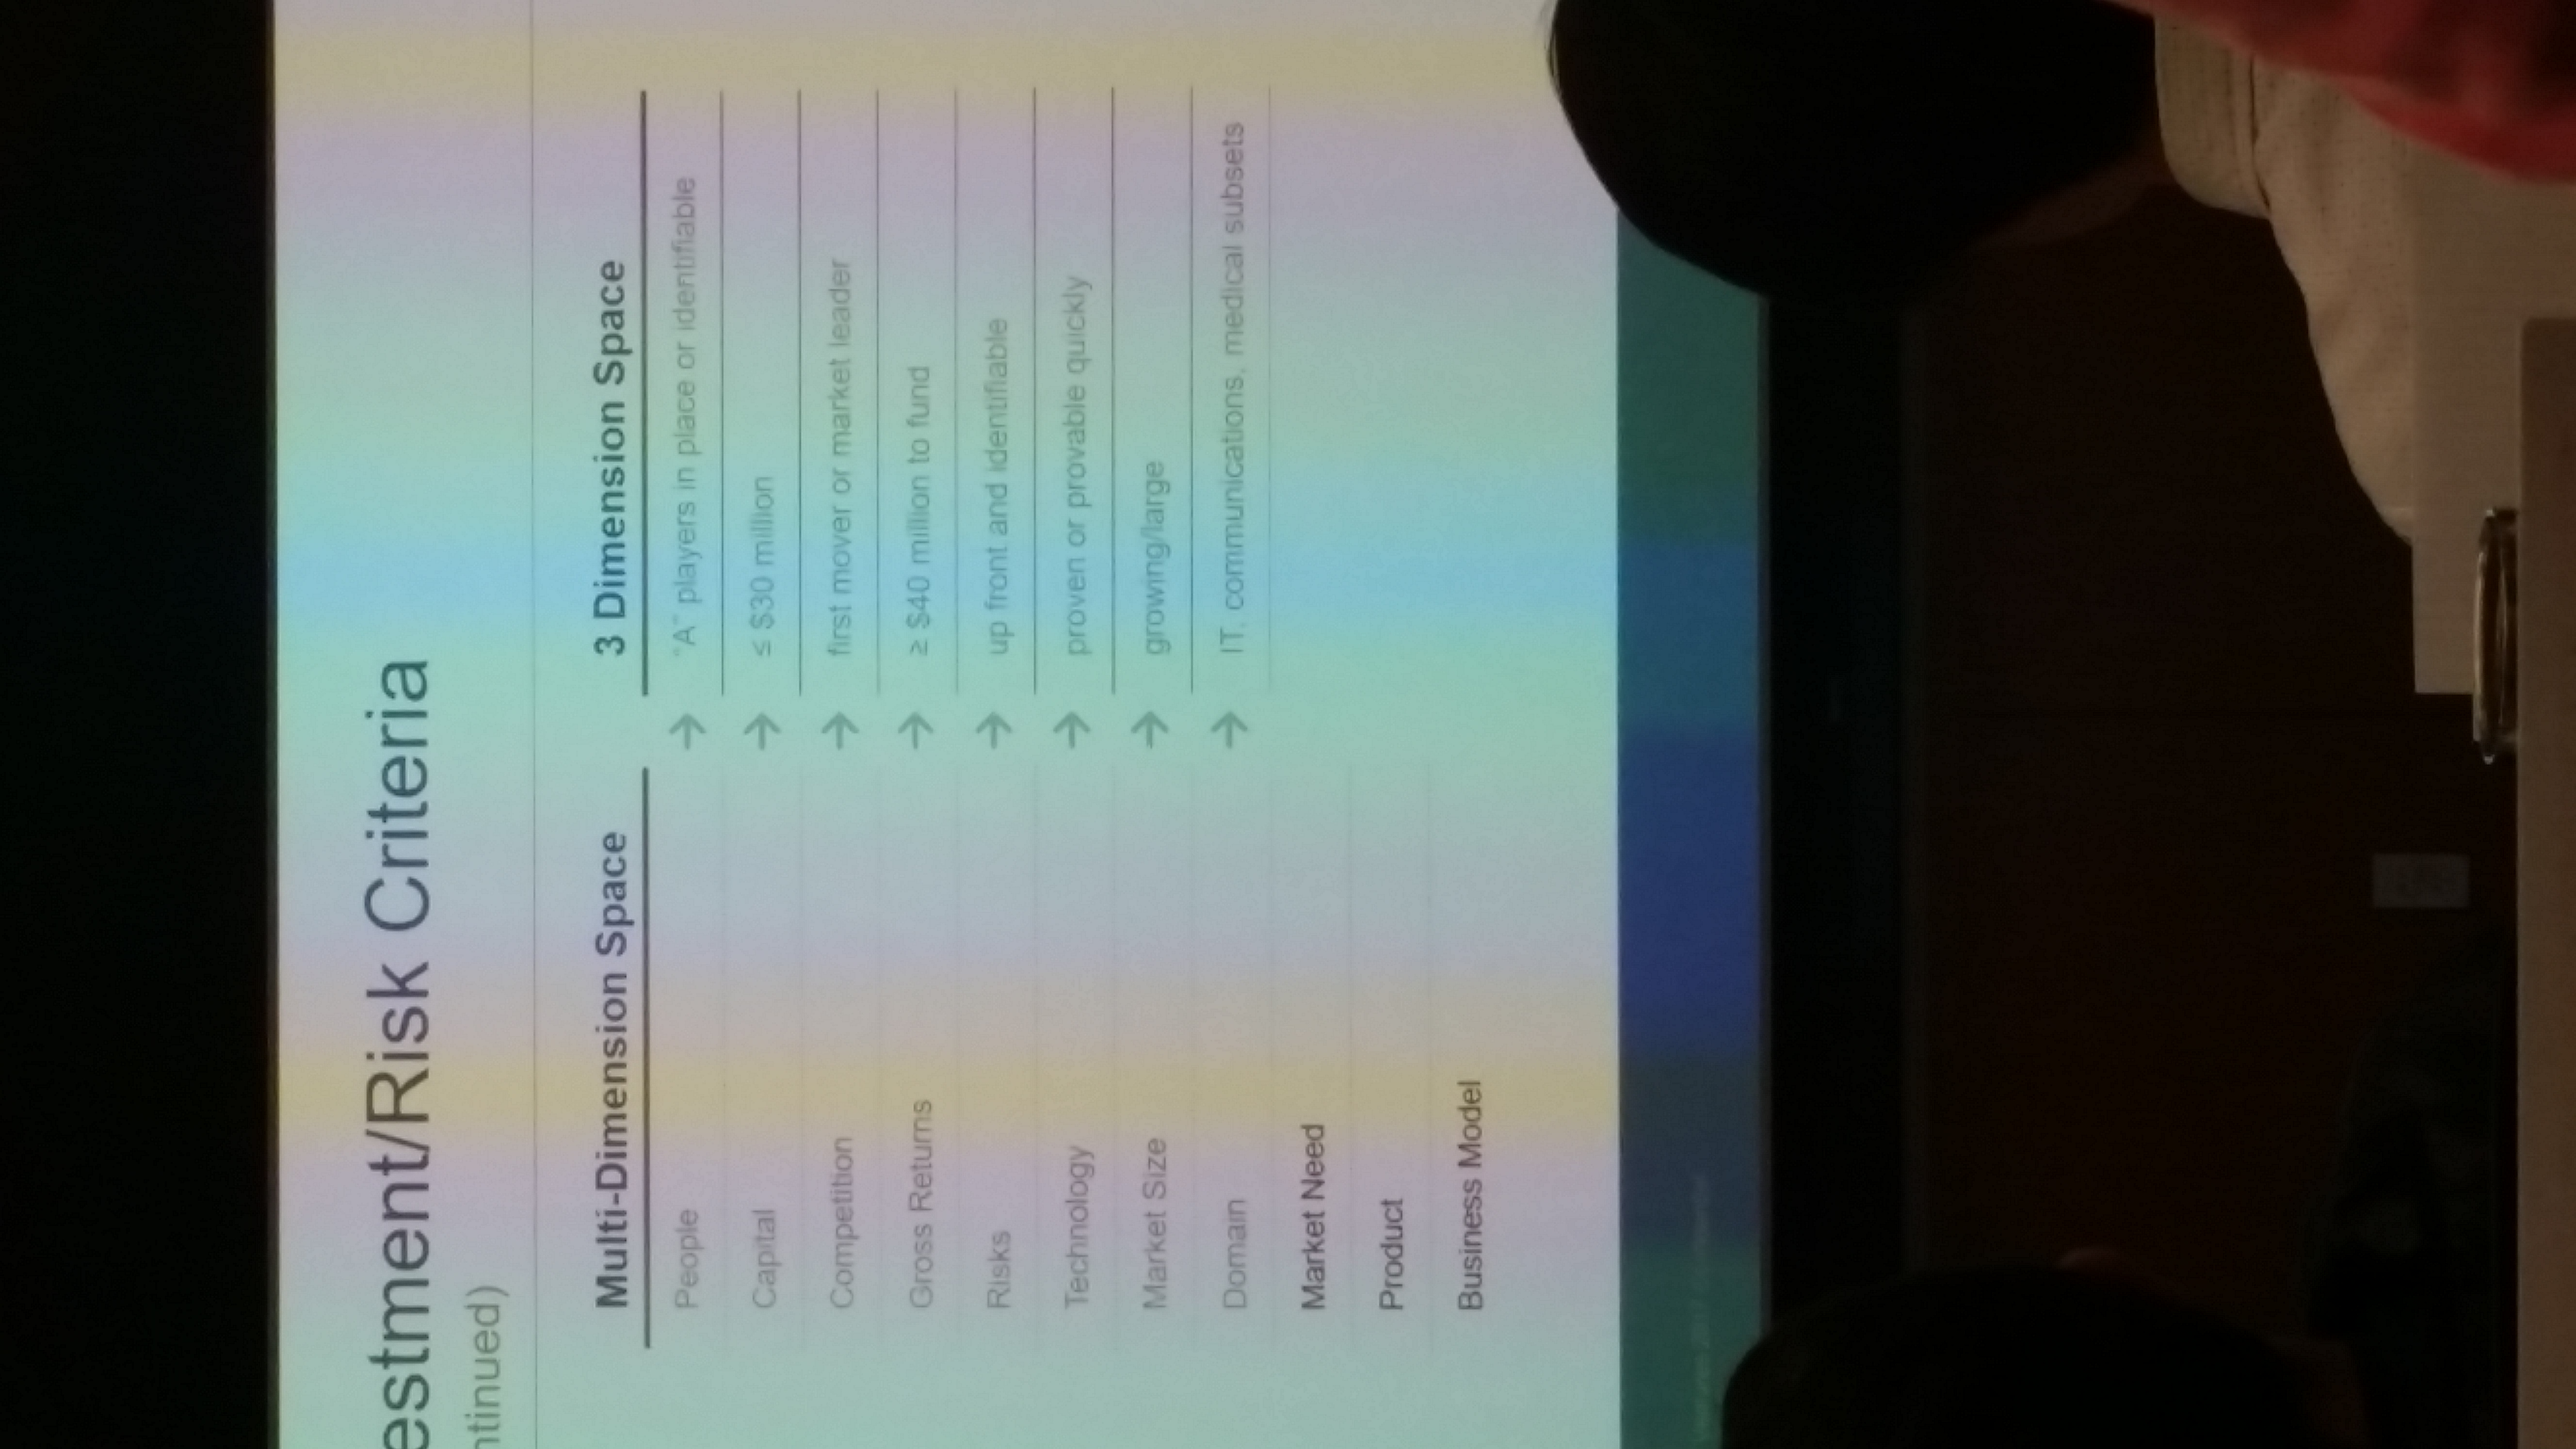 estment/Risk Criteria
ntinued)
Multi-Dimension Space 3 Dimension Space
People → "A" players in place or identifiable
Capital → ≤ $30 million
Competition → first mover or market leader
Gross Returns → ≥ $40 million to fund
Risks → up front and identifiable
Technology → proven or provable quickly
Market Size → growing/large
Domain → IT, communications, medical subsets
Market Need
Product
Business Model
Ventures 2017